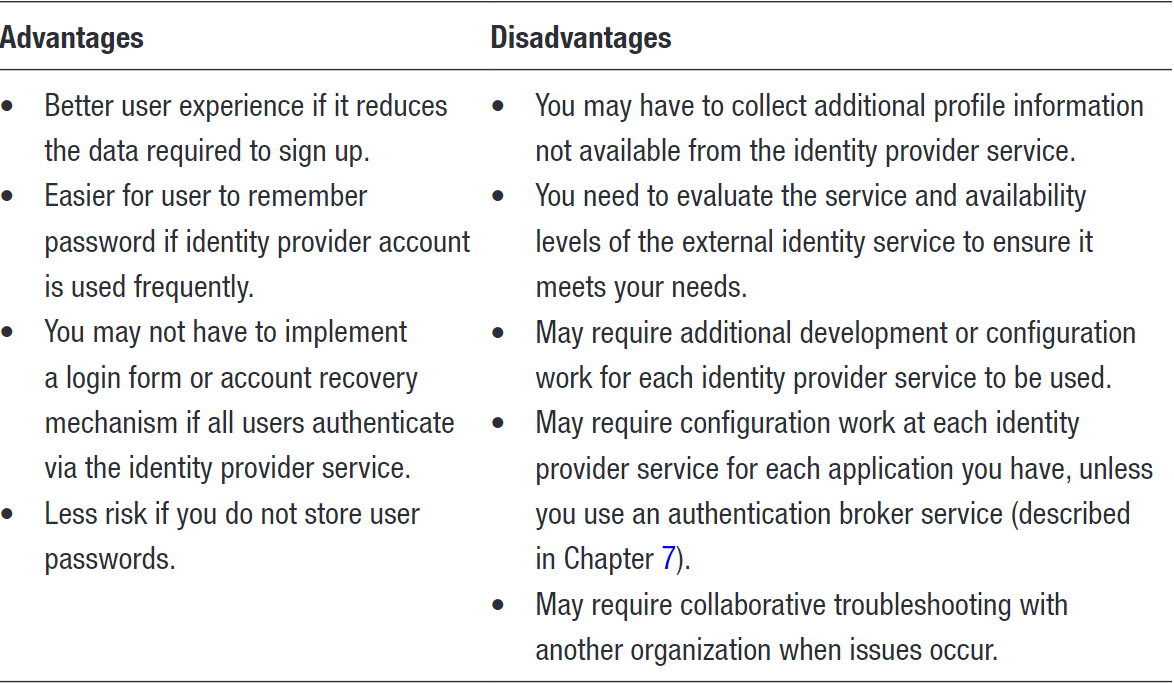 Advantages
Disadvantages
• Better user experience if it reduces
the data required to sign up.
• Easier for user to remember
password if identity provider account
is used frequently.
• You may not have to implement
a login form or account recovery
mechanism if all users authenticate
via the identity provider service.
• Less risk if you do not store user
passwords.
• You may have to collect additional profile information
not available from the identity provider service.
• You need to evaluate the service and availability
levels of the external identity service to ensure it
meets your needs.
• May require additional development or configuration
work for each identity provider service to be used.
• May require configuration work at each identity
provider service for each application you have, unless
you use an authentication broker service (described
in Chapter 7).
• May require collaborative troubleshooting with
another organization when issues occur.